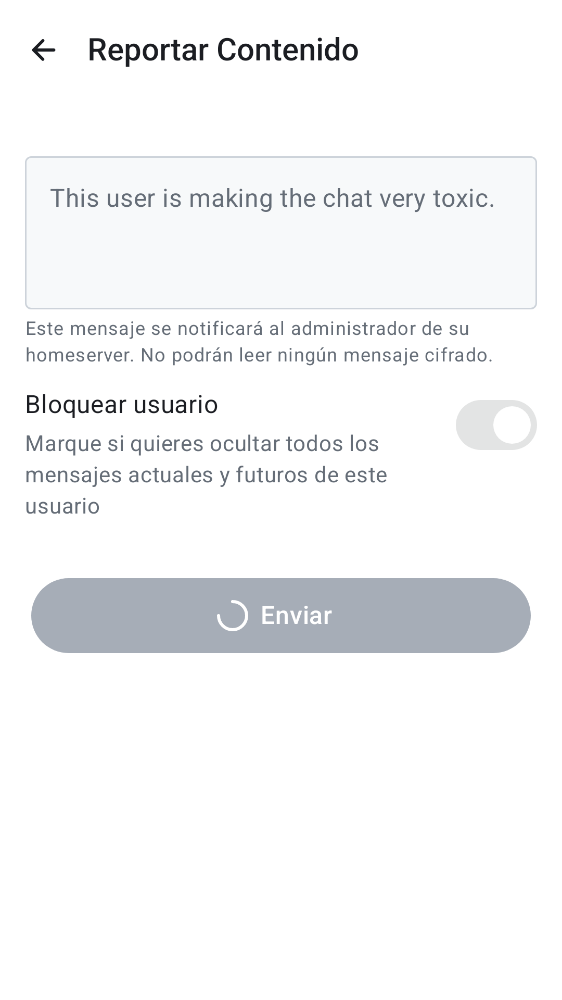 Reportar Contenido
This user is making the chat very toxic.
Este mensaje se notificará al administrador de su
homeserver. No podrán leer ningún mensaje cifrado.
Bloquear usuario
Marque si quieres ocultar todos los
mensajes actuales y futuros de este
usuario
Enviar